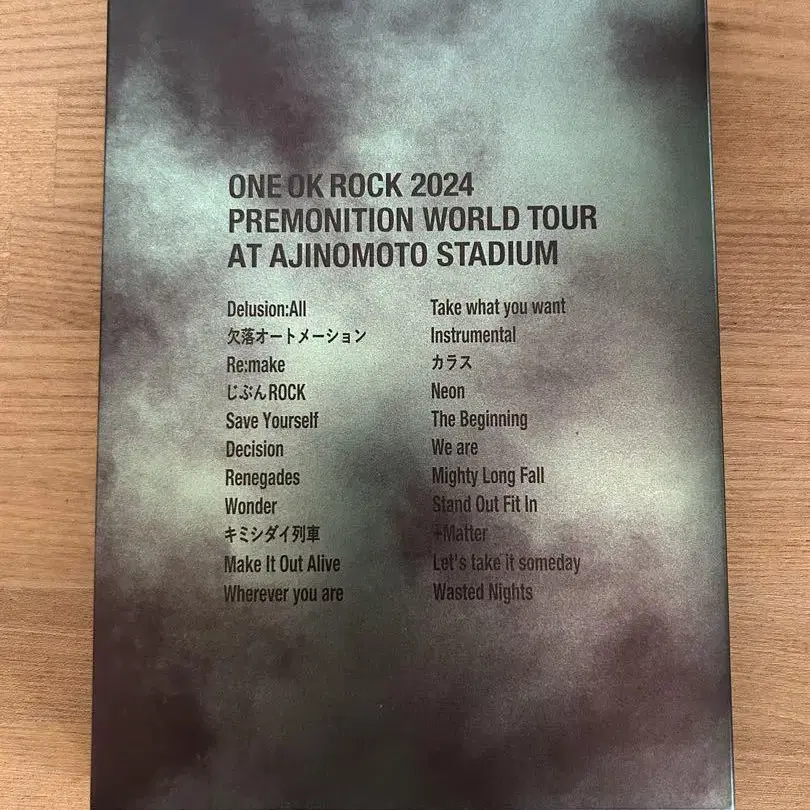 ONE OK ROCK 2024
PREMONITION WORLD TOUR
AT AJINOMOTO STADIUM
Delusion:All
欠落オートメーション
Re:make
じぶんROCK
Save Yourself
Decision
Renegades
Wonder
キミシダイ列車
Make It Out Alive
Wherever you are
Take what you want
Instrumental
カラス
Neon
The Beginning
We are
Mighty Long Fall
Stand Out Fit In
+Matter
Let's take it someday
Wasted Nights